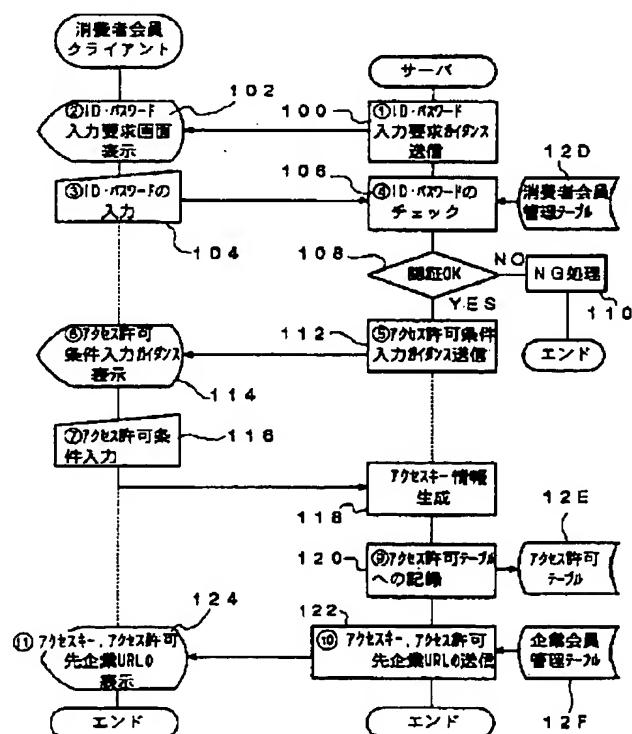 消費者会員
クライアント
サーバ
102
②ID・パスワード
入力要求画面
表示
100
①ID・パスワード
入力要求ガイダンス
送信
12D
消費者会員
管理テーブル
③ID・パスワードの
入力
104
106
④ID・パスワードの
チェック
108
認証OK
NO
NG処理
110
エンド
YES
112
⑤アクセス許可条件
入力ガイダンス送信
⑥アクセス許可
条件入力ガイダンス
表示
114
⑦アクセス許可条
件入力
116
アクセスキー情報
生成
118
120
⑨アクセス許可テーブル
への記録
12E
アクセス許可
テーブル
122
⑩ アクセスキー,アクセス許可
先企業URLの送信
企業会員
管理テーブル
12F
124
⑪ アクセスキー,アクセス許可
先企業URLの
表示
エンド
エンド